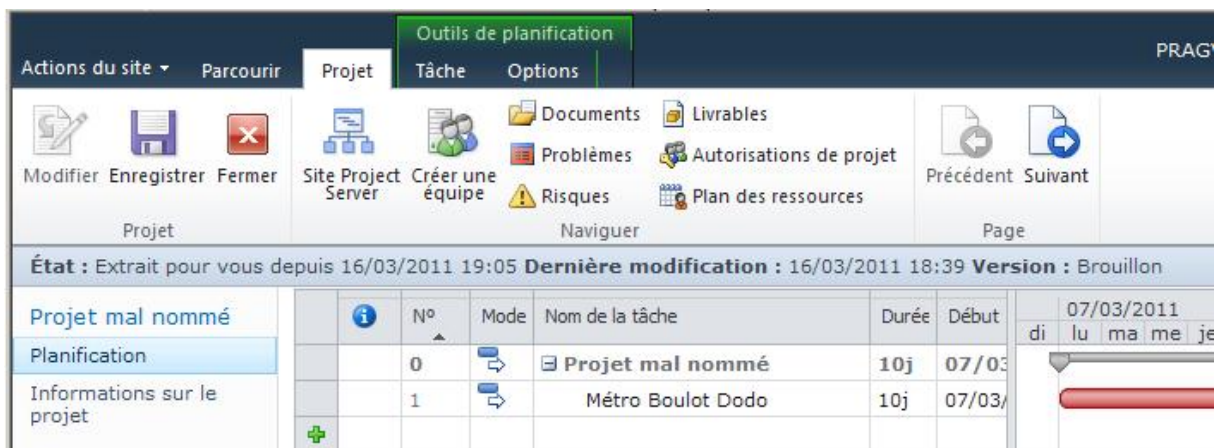 Outils de planification
PRAGV
Actions du site Parcourir Projet Tâche Options
Modifier Enregistrer Fermer
Site Project Server
Créer une équipe
Documents
Problèmes
Risques
Livrables
Autorisations de projet
Plan des ressources
Précédent Suivant
Projet Naviguer Page
État : Extrait pour vous depuis 16/03/2011 19:05 Dernière modification : 16/03/2011 18:39 Version : Brouillon
Projet mal nommé
Planification
Informations sur le
projet
Nº Mode Nom de la tâche Durée Début
07/03/2011
di lu ma me je
0 Projet mal nommé 10j 07/03
1 Métro Boulot Dodo 10j 07/03/